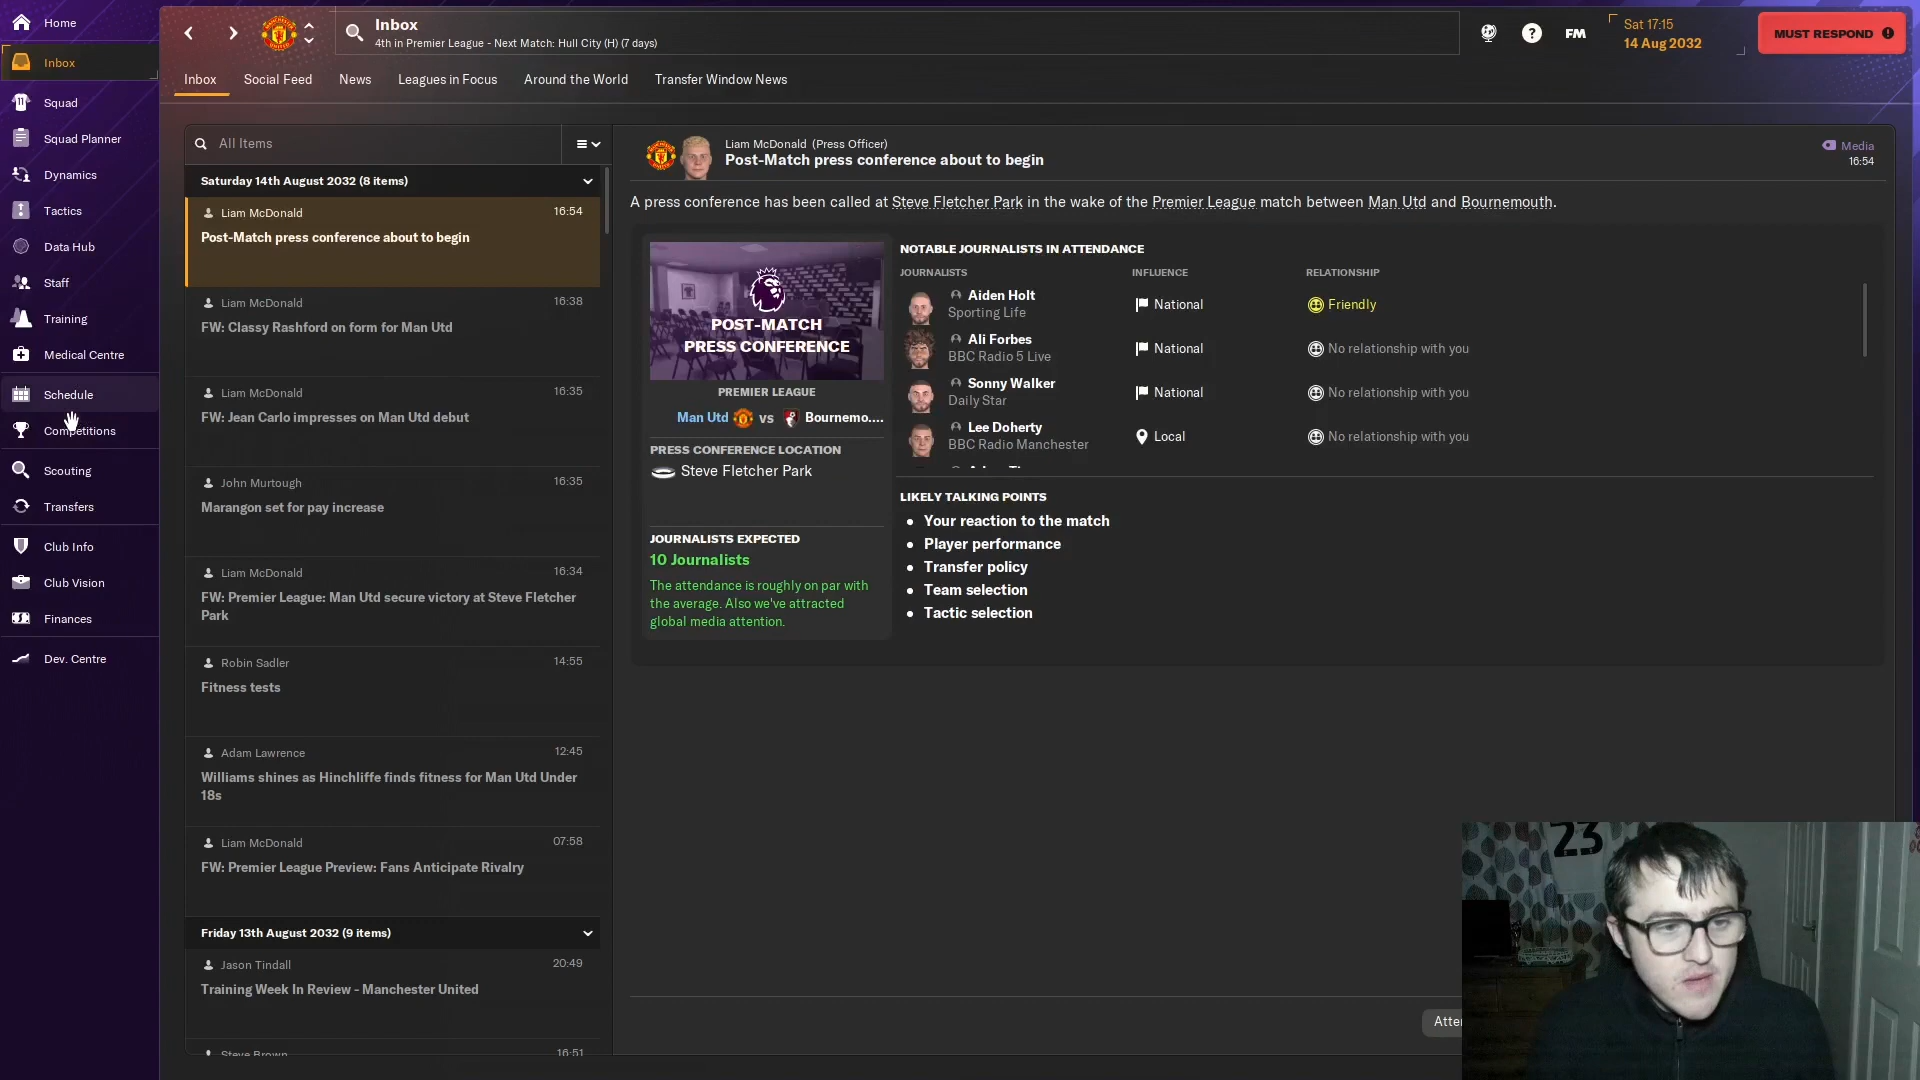 Home
Inbox
Squad
Squad Planner
Dynamics
Tactics
Data Hub
Staff
Training
Medical Centre
Schedule
Competitions
Scouting
Transfers
Club Info
Club Vision
Finances
Dev. Centre
Inbox
4th in Premier League - Next Match: Hull City (H) (7 days)
FM
Sat 17:15
14 Aug 2032
MUST RESPOND
Inbox Social Feed News Leagues in Focus Around the World Transfer Window News
All Items
Saturday 14th August 2032 (8 items)
Liam McDonald 16:54
Post-Match press conference about to begin
Liam McDonald 16:38
FW: Classy Rashford on form for Man Utd
Liam McDonald 16:35
FW: Jean Carlo impresses on Man Utd debut
John Murtough 16:35
Marangon set for pay increase
Liam McDonald 16:34
FW: Premier League: Man Utd secure victory at Steve Fletcher
Park
Robin Sadler 14:55
Fitness tests
Adam Lawrence 12:45
Williams shines as Hinchliffe finds fitness for Man Utd Under
18s
Liam McDonald 07:58
FW: Premier League Preview: Fans Anticipate Rivalry
Friday 13th August 2032 (9 items)
Jason Tindall 20:49
Training Week In Review - Manchester United
Steve Brown 16:51
Liam McDonald (Press Officer)
Post-Match press conference about to begin
Media
16:54
A press conference has been called at Steve Fletcher Park in the wake of the Premier League match between Man Utd and Bournemouth.
POST-MATCH
PRESS CONFERENCE
PREMIER LEAGUE
Man Utd vs Bournemo....
PRESS CONFERENCE LOCATION
Steve Fletcher Park
JOURNALISTS EXPECTED
10 Journalists
The attendance is roughly on par with
the average. Also we've attracted
global media attention.
NOTABLE JOURNALISTS IN ATTENDANCE
JOURNALISTS INFLUENCE RELATIONSHIP
Aiden Holt
Sporting Life
National
Friendly
Ali Forbes
BBC Radio 5 Live
National
No relationship with you
Sonny Walker
Daily Star
National
No relationship with you
Lee Doherty
BBC Radio Manchester
Local
No relationship with you
LIKELY TALKING POINTS
• Your reaction to the match
• Player performance
• Transfer policy
• Team selection
• Tactic selection
Atte
23